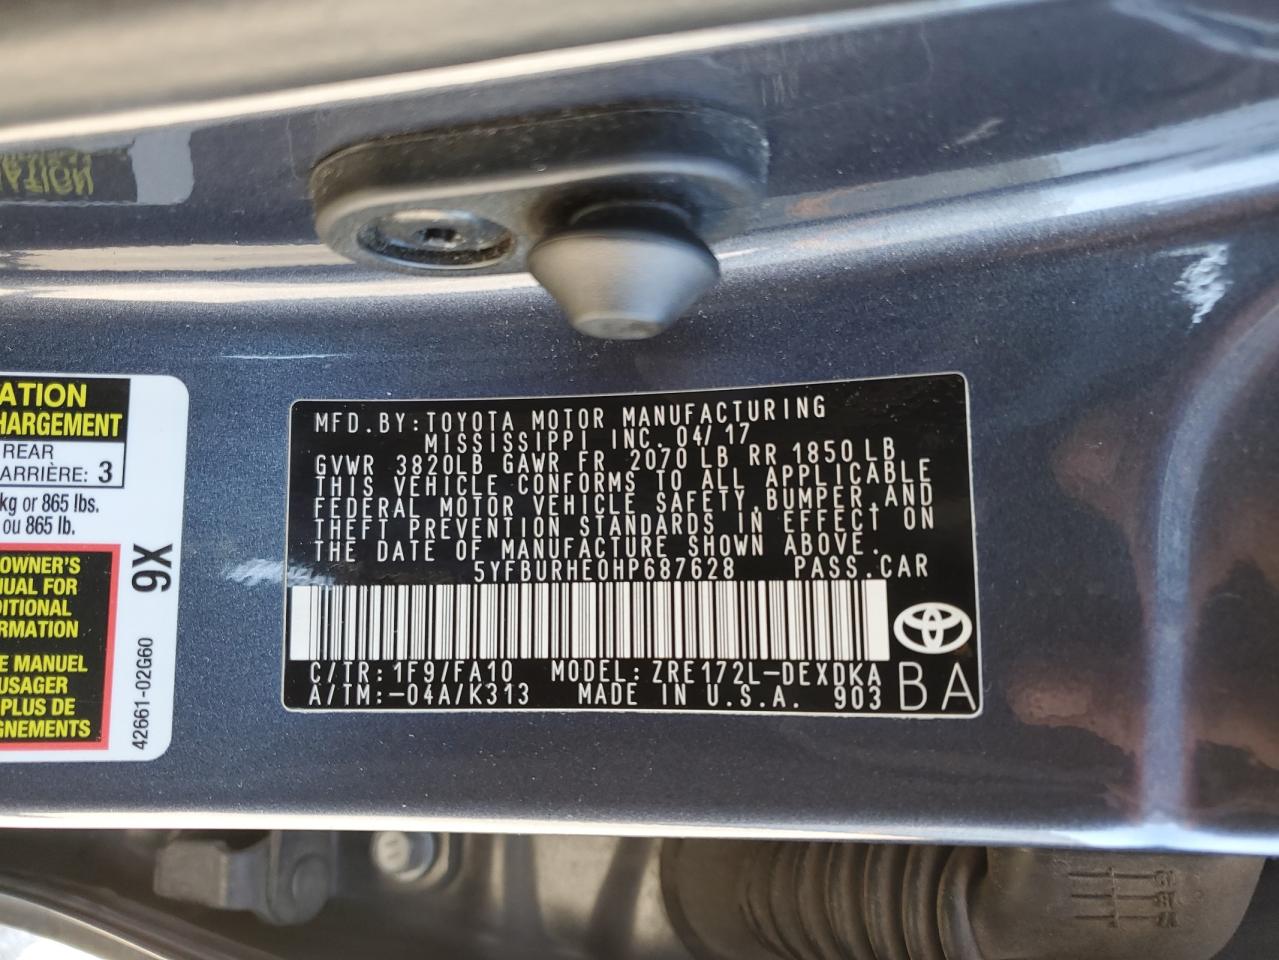 ATION
HARGEMENT
REAR
ARRIÈRE: 3
kg or 865 lbs.
ou 865 lb.
OWNER'S
NUAL FOR
DITIONAL
RMATION
E MANUEL
USAGER
PLUS DE
GNEMENTS
9X
42661-02G60
MFD. BY: TOYOTA MOTOR MANUFACTURING
MISSISSIPPI INC. 04/17
GVWR 3820LB GAWR FR 2070 LB RR 1850 LB
THIS VEHICLE CONFORMS TO ALL APPLICABLE
FEDERAL MOTOR VEHICLE SAFETY, BUMPER, AND
THEFT PREVENTION STANDARDS IN EFFECT ON
THE DATE OF MANUFACTURE SHOWN ABOVE.
5YFBURHE0HP687628 PASS. CAR
C/TR: 1F9/FA10 MODEL: ZRE172L-DEXDKA
A/TM: -04A/K313 MADE IN U.S.A. 903
BA